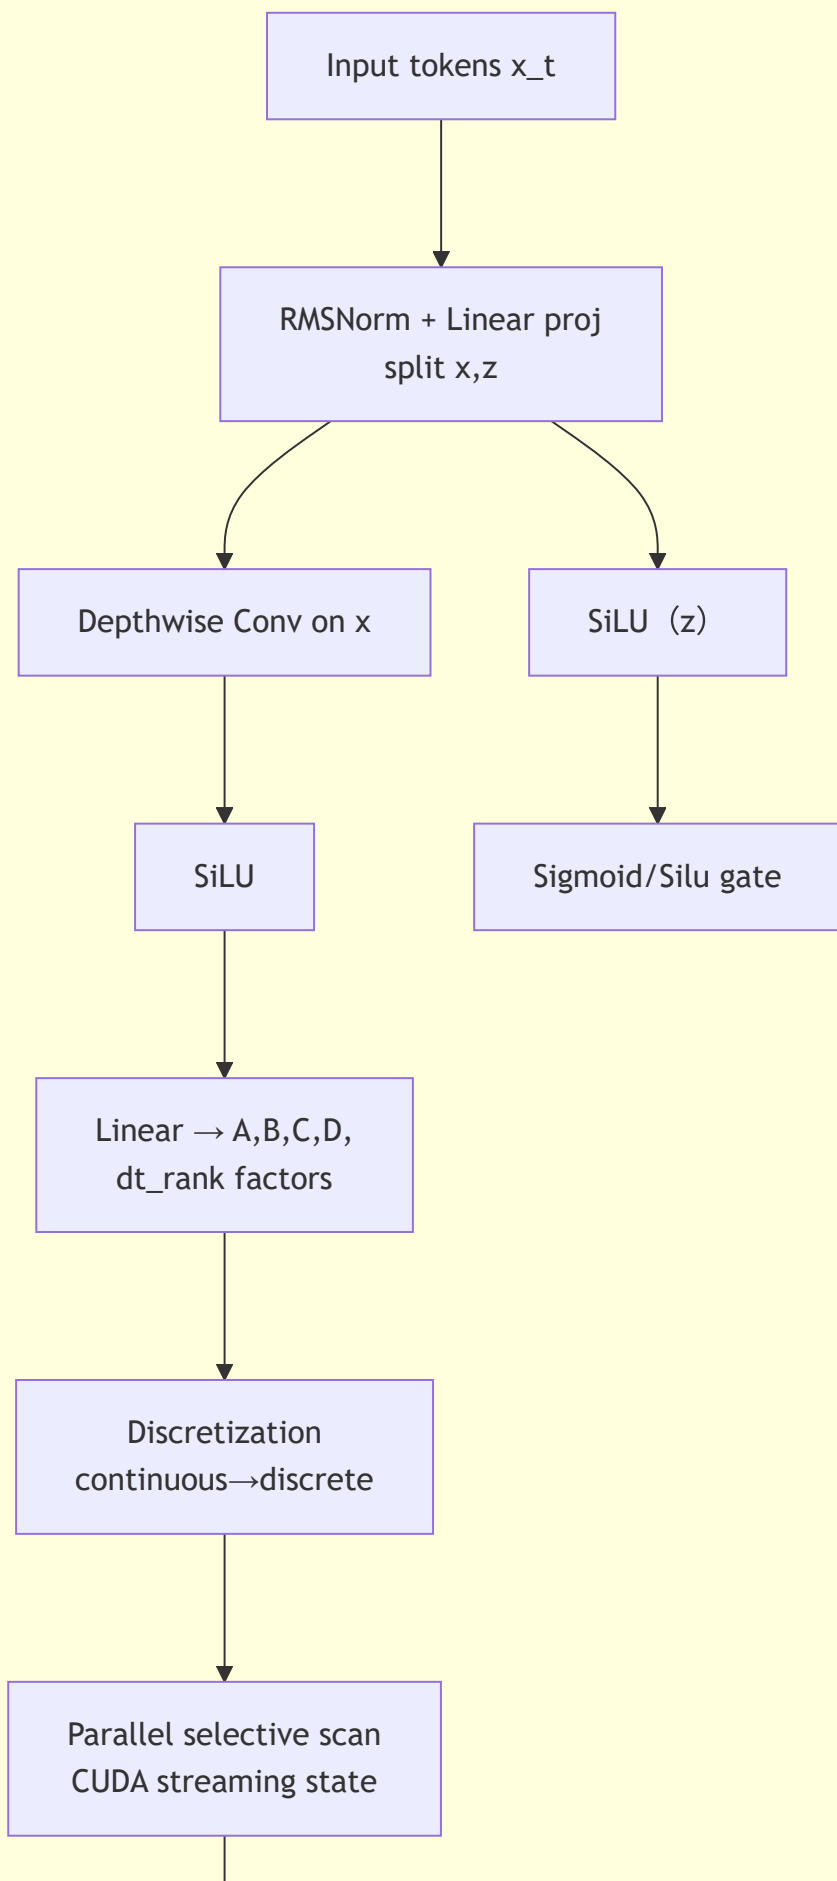 Input tokens x_t
RMSNorm + Linear proj
split x,z
Depthwise Conv on x
SiLU（z）
SiLU
Sigmoid/Silu gate
Linear → A,B,C,D,
dt_rank factors
Discretization
continuous→discrete
Parallel selective scan
CUDA streaming state